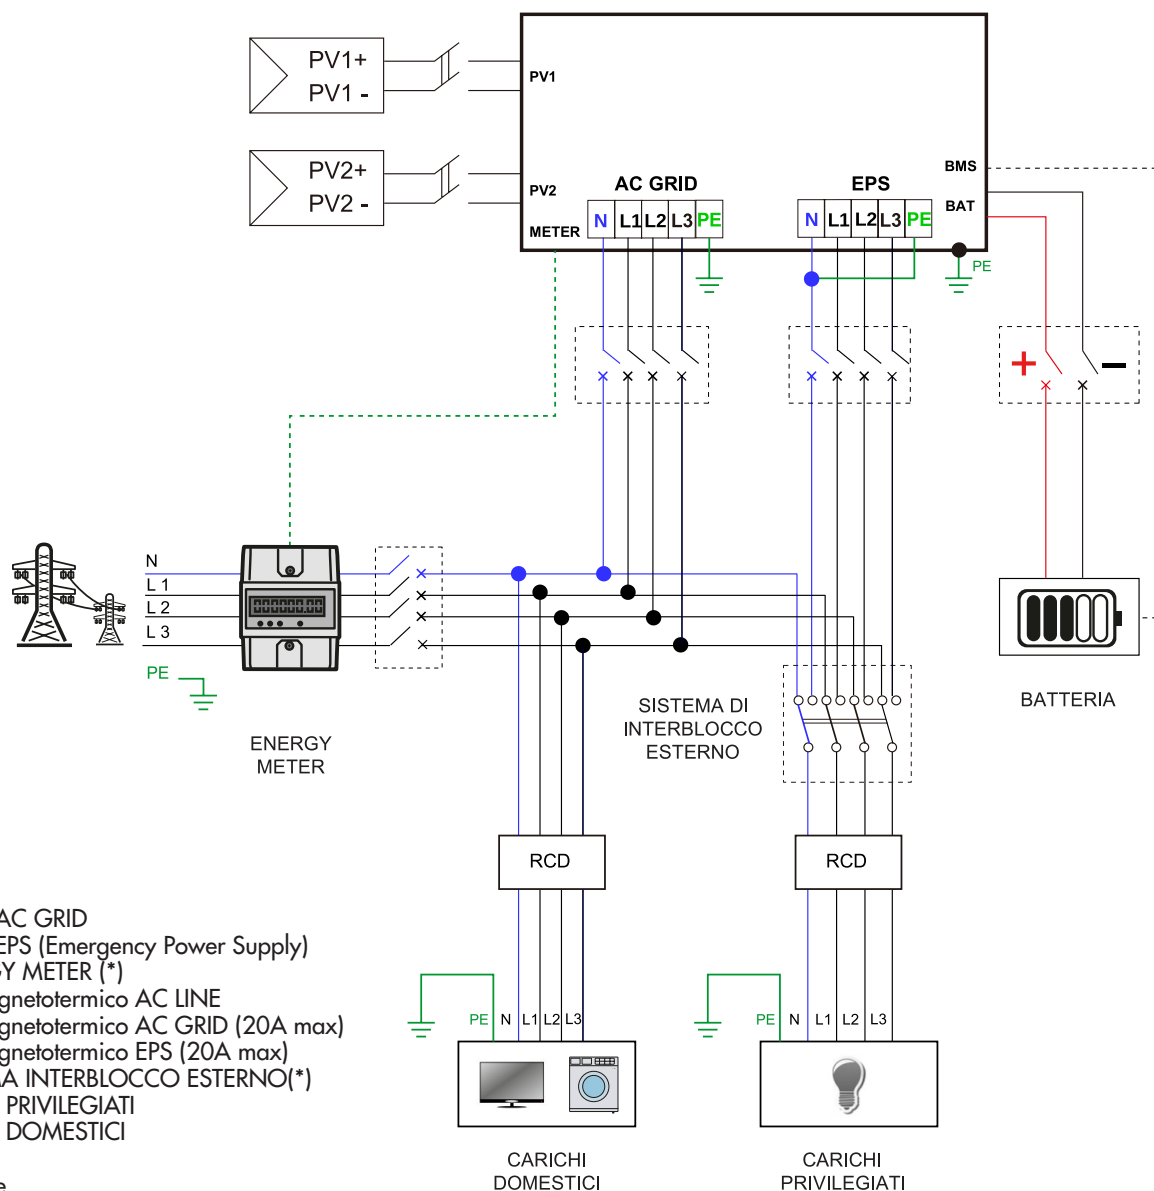 PV1+
PV1 -
PV1
PV2+
PV2 -
PV2
METER
AC GRID
N L1 L2 L3 PE
EPS
N L1 L2 L3 PE
BMS
BAT
PE
+ −
N
L 1
L 2
L 3
PE
ENERGY
METER
SISTEMA DI
INTERBLOCCO
ESTERNO
BATTERIA
RCD
RCD
AC GRID
EPS (Emergency Power Supply)
GY METER (*)
gnetotermico AC LINE
gnetotermico AC GRID (20A max)
gnetotermico EPS (20A max)
MA INTERBLOCCO ESTERNO(*)
PRIVILEGIATI
DOMESTICI
PE N L1 L2 L3
PE N L1 L2 L3
CARICHI
DOMESTICI
CARICHI
PRIVILEGIATI